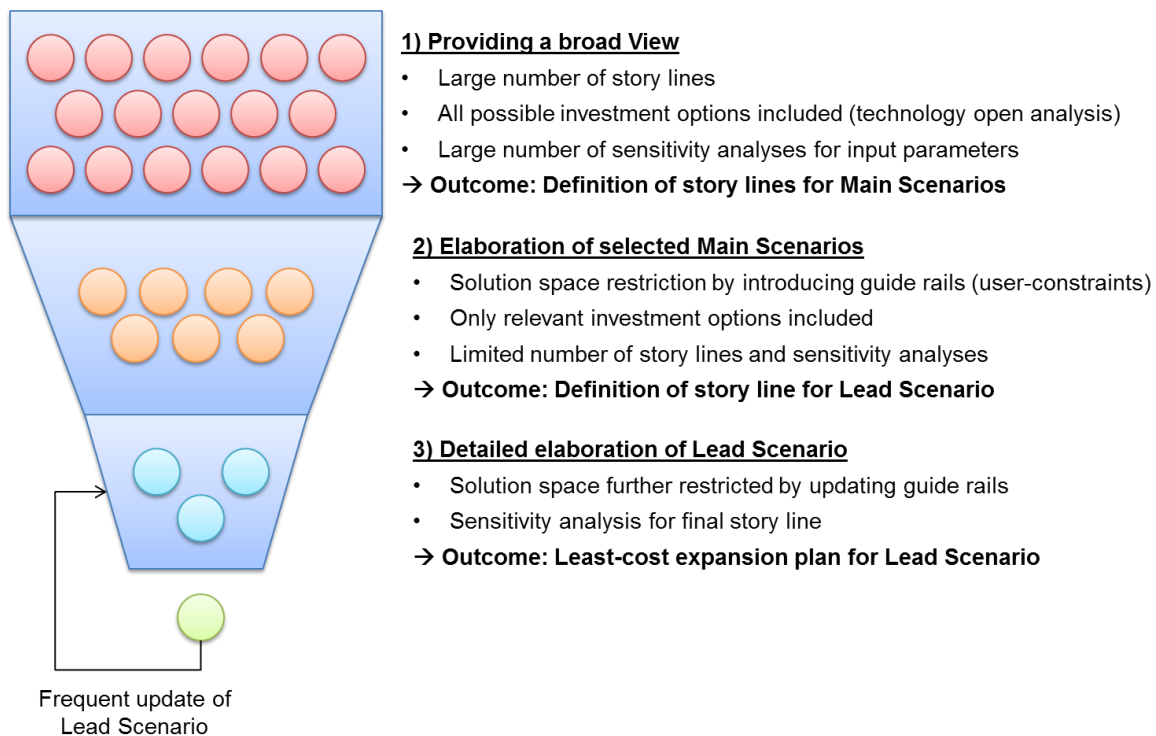 1) Providing a broad View
• Large number of story lines
• All possible investment options included (technology open analysis)
• Large number of sensitivity analyses for input parameters
→ Outcome: Definition of story lines for Main Scenarios
2) Elaboration of selected Main Scenarios
• Solution space restriction by introducing guide rails (user-constraints)
• Only relevant investment options included
• Limited number of story lines and sensitivity analyses
→ Outcome: Definition of story line for Lead Scenario
3) Detailed elaboration of Lead Scenario
• Solution space further restricted by updating guide rails
• Sensitivity analysis for final story line
→ Outcome: Least-cost expansion plan for Lead Scenario
Frequent update of
Lead Scenario